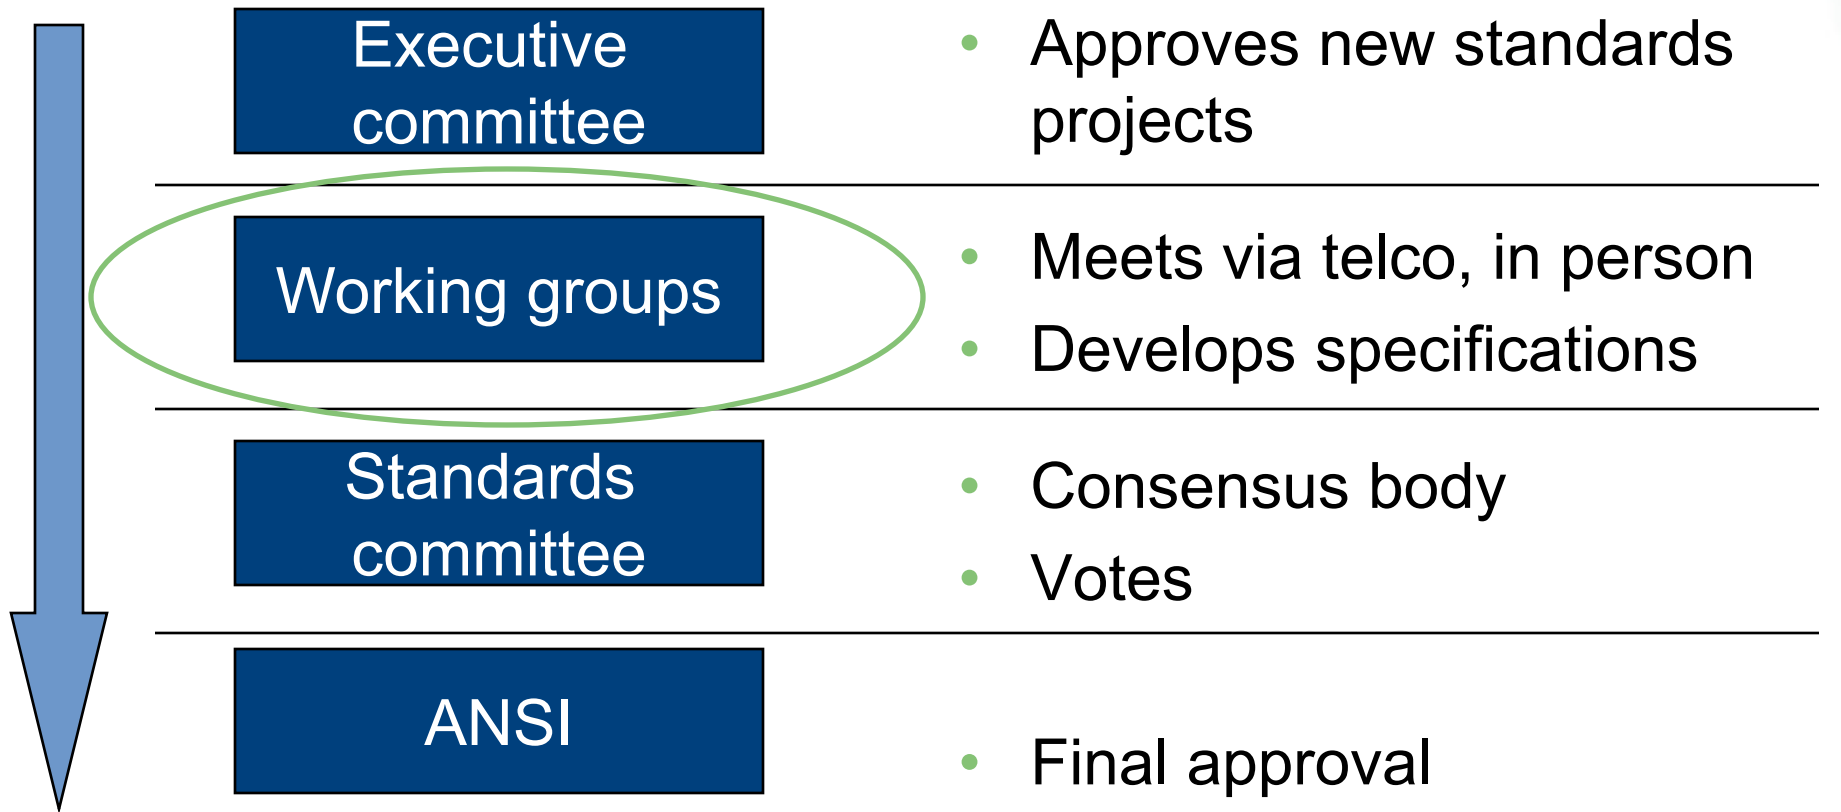 Executive
committee
• Approves new standards
projects
Working groups
• Meets via telco, in person
• Develops specifications
Standards
committee
• Consensus body
• Votes
ANSI
• Final approval